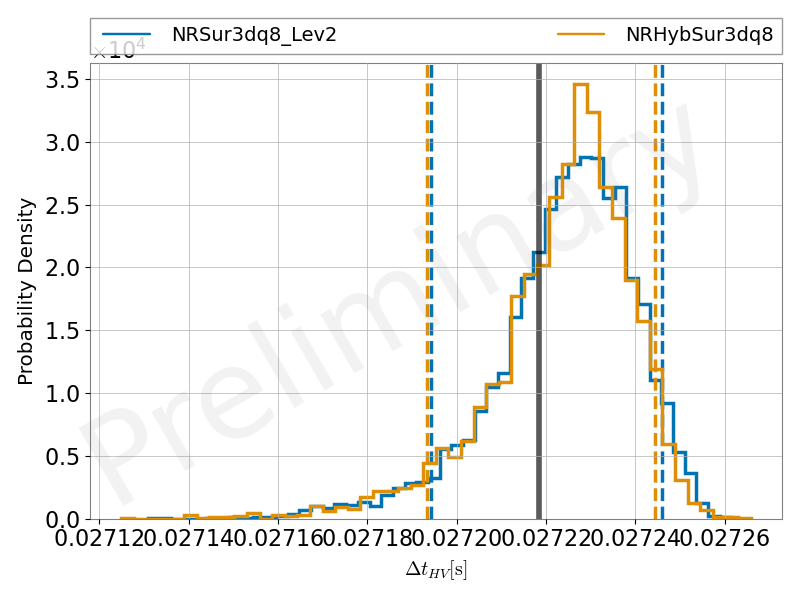 NRSur3dq8_Lev2 NRHybSur3dq8
×10⁴
3.5
3.0
2.5
2.0
1.5
1.0
0.5
0.0
Probability Density
Preliminary
0.02712 0.02714 0.02716 0.02718 0.02720 0.02722 0.02724 0.02726
Δt_{HV}[s]